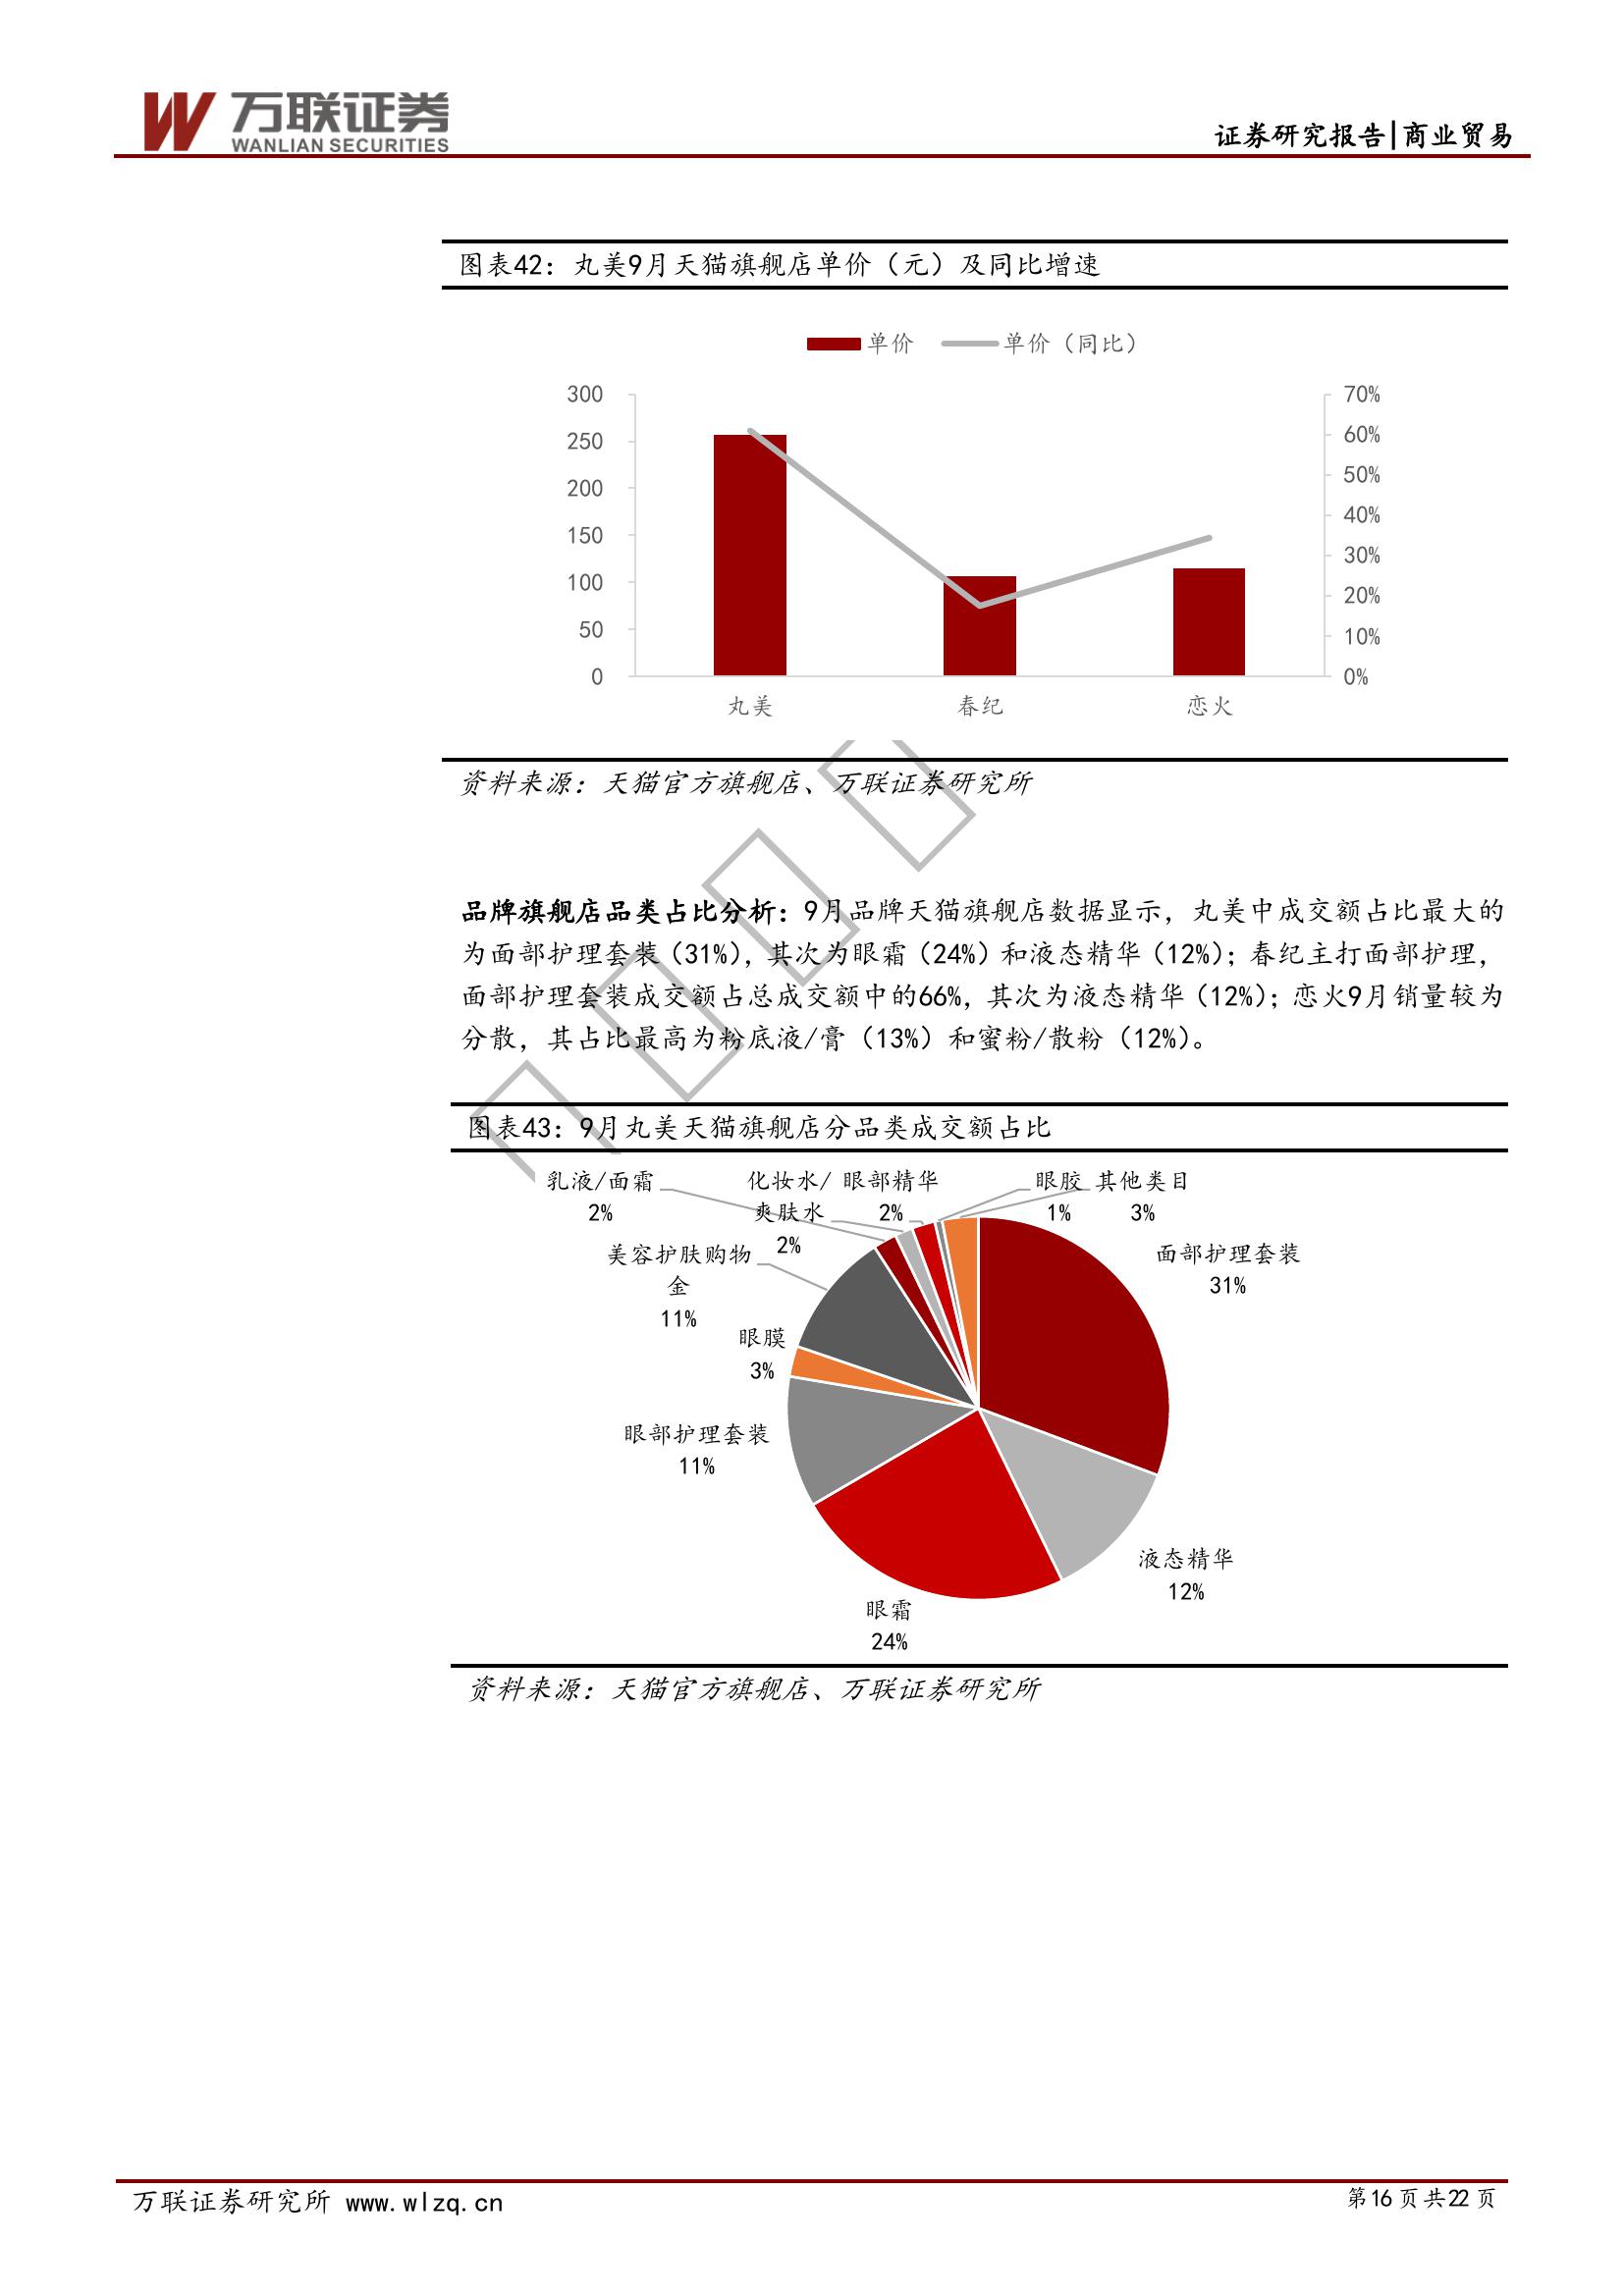 万联证券
WANLIAN SECURITIES
证券研究报告|商业贸易
图表42：丸美9月天猫旗舰店单价（元）及同比增速
单价 单价（同比）
300 70%
250 60%
200 50%
150 40%
100 30%
50 20%
0 10%
0%
丸美 春纪 恋火
资料来源：天猫官方旗舰店、万联证券研究所
品牌旗舰店品类占比分析：9月品牌天猫旗舰店数据显示，丸美中成交额占比最大的
为面部护理套装（31%），其次为眼霜（24%）和液态精华（12%）；春纪主打面部护理，
面部护理套装成交额占总成交额中的66%，其次为液态精华（12%）；恋火9月销量较为
分散，其占比最高为粉底液/膏（13%）和蜜粉/散粉（12%）。
图表43：9月丸美天猫旗舰店分品类成交额占比
乳液/面霜
2%
化妆水/
爽肤水
2%
眼部精华
2%
眼胶
1%
其他类目
3%
面部护理套装
31%
美容护肤购物
金
11%
眼膜
3%
眼部护理套装
11%
液态精华
12%
眼霜
24%
资料来源：天猫官方旗舰店、万联证券研究所
万联证券研究所 www.wlzq.cn
第16页共22页